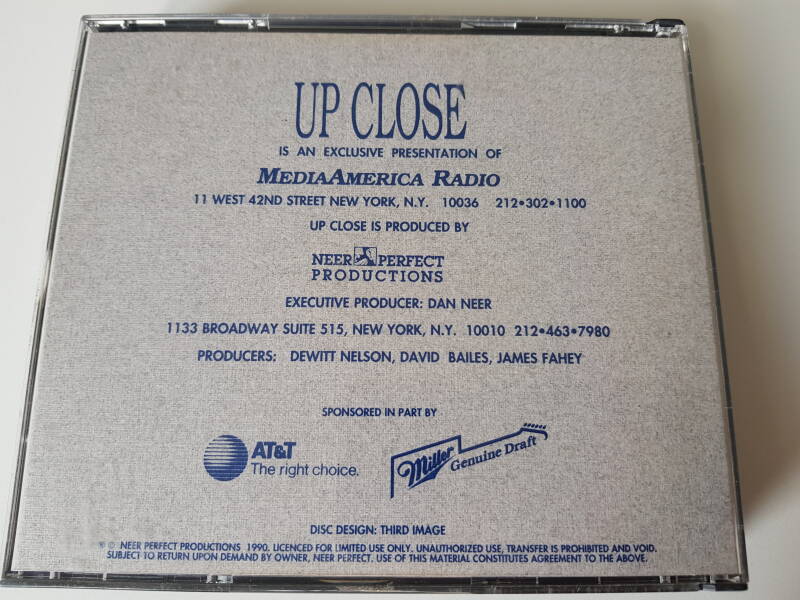 UP CLOSE
IS AN EXCLUSIVE PRESENTATION OF
MEDIAAMERICA RADIO
11 WEST 42ND STREET NEW YORK, N.Y. 10036 212•302•1100
UP CLOSE IS PRODUCED BY
NEER PERFECT
PRODUCTIONS
EXECUTIVE PRODUCER: DAN NEER
1133 BROADWAY SUITE 515, NEW YORK, N.Y. 10010 212•463•7980
PRODUCERS: DEWITT NELSON, DAVID BAILES, JAMES FAHEY
SPONSORED IN PART BY
AT&T
The right choice.
Miller
Genuine Draft
DISC DESIGN: THIRD IMAGE
℗ © NEER PERFECT PRODUCTIONS 1990. LICENCED FOR LIMITED USE ONLY. UNAUTHORIZED USE, TRANSFER IS PROHIBITED AND VOID.
SUBJECT TO RETURN UPON DEMAND BY OWNER, NEER PERFECT. USE OF THIS MATERIAL CONSTITUTES AGREEMENT TO THE ABOVE.